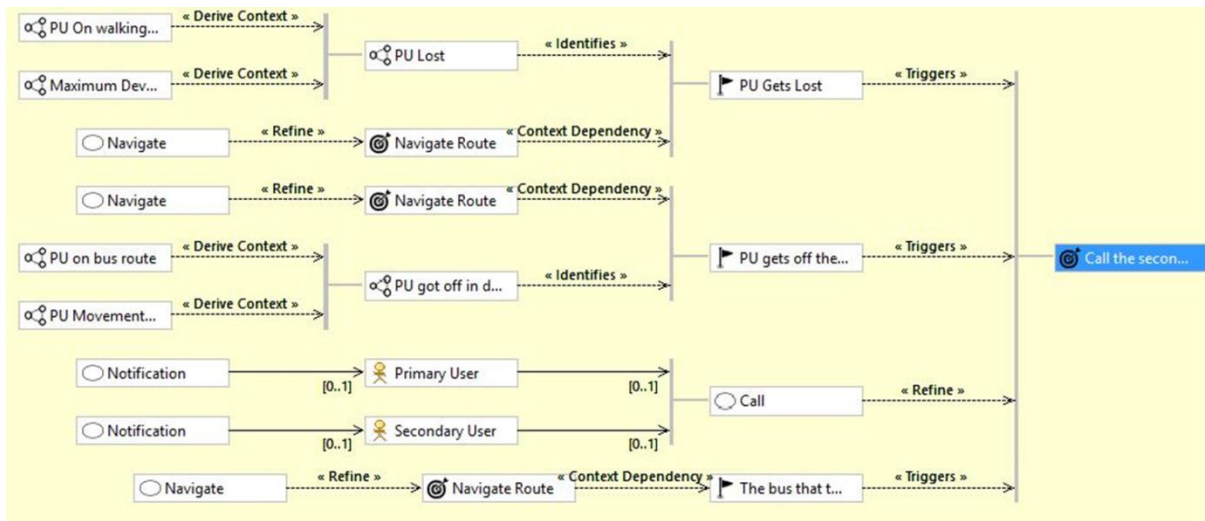 « Derive Context »
PU On walking...
« Identifies »
PU Lost
« Derive Context »
Maximum Dev...
« Triggers »
PU Gets Lost
« Refine »
« Context Dependency »
Navigate
Navigate Route
« Refine »
« Context Dependency »
Navigate
Navigate Route
« Derive Context »
PU on bus route
« Triggers »
PU gets off the...
Call the secon...
« Identifies »
PU got off in d...
« Derive Context »
PU Movement...
Notification
[0..1]
Primary User
[0..1]
« Refine »
Call
Notification
[0..1]
Secondary User
[0..1]
« Refine »
« Context Dependency »
« Triggers »
Navigate
Navigate Route
The bus that t...